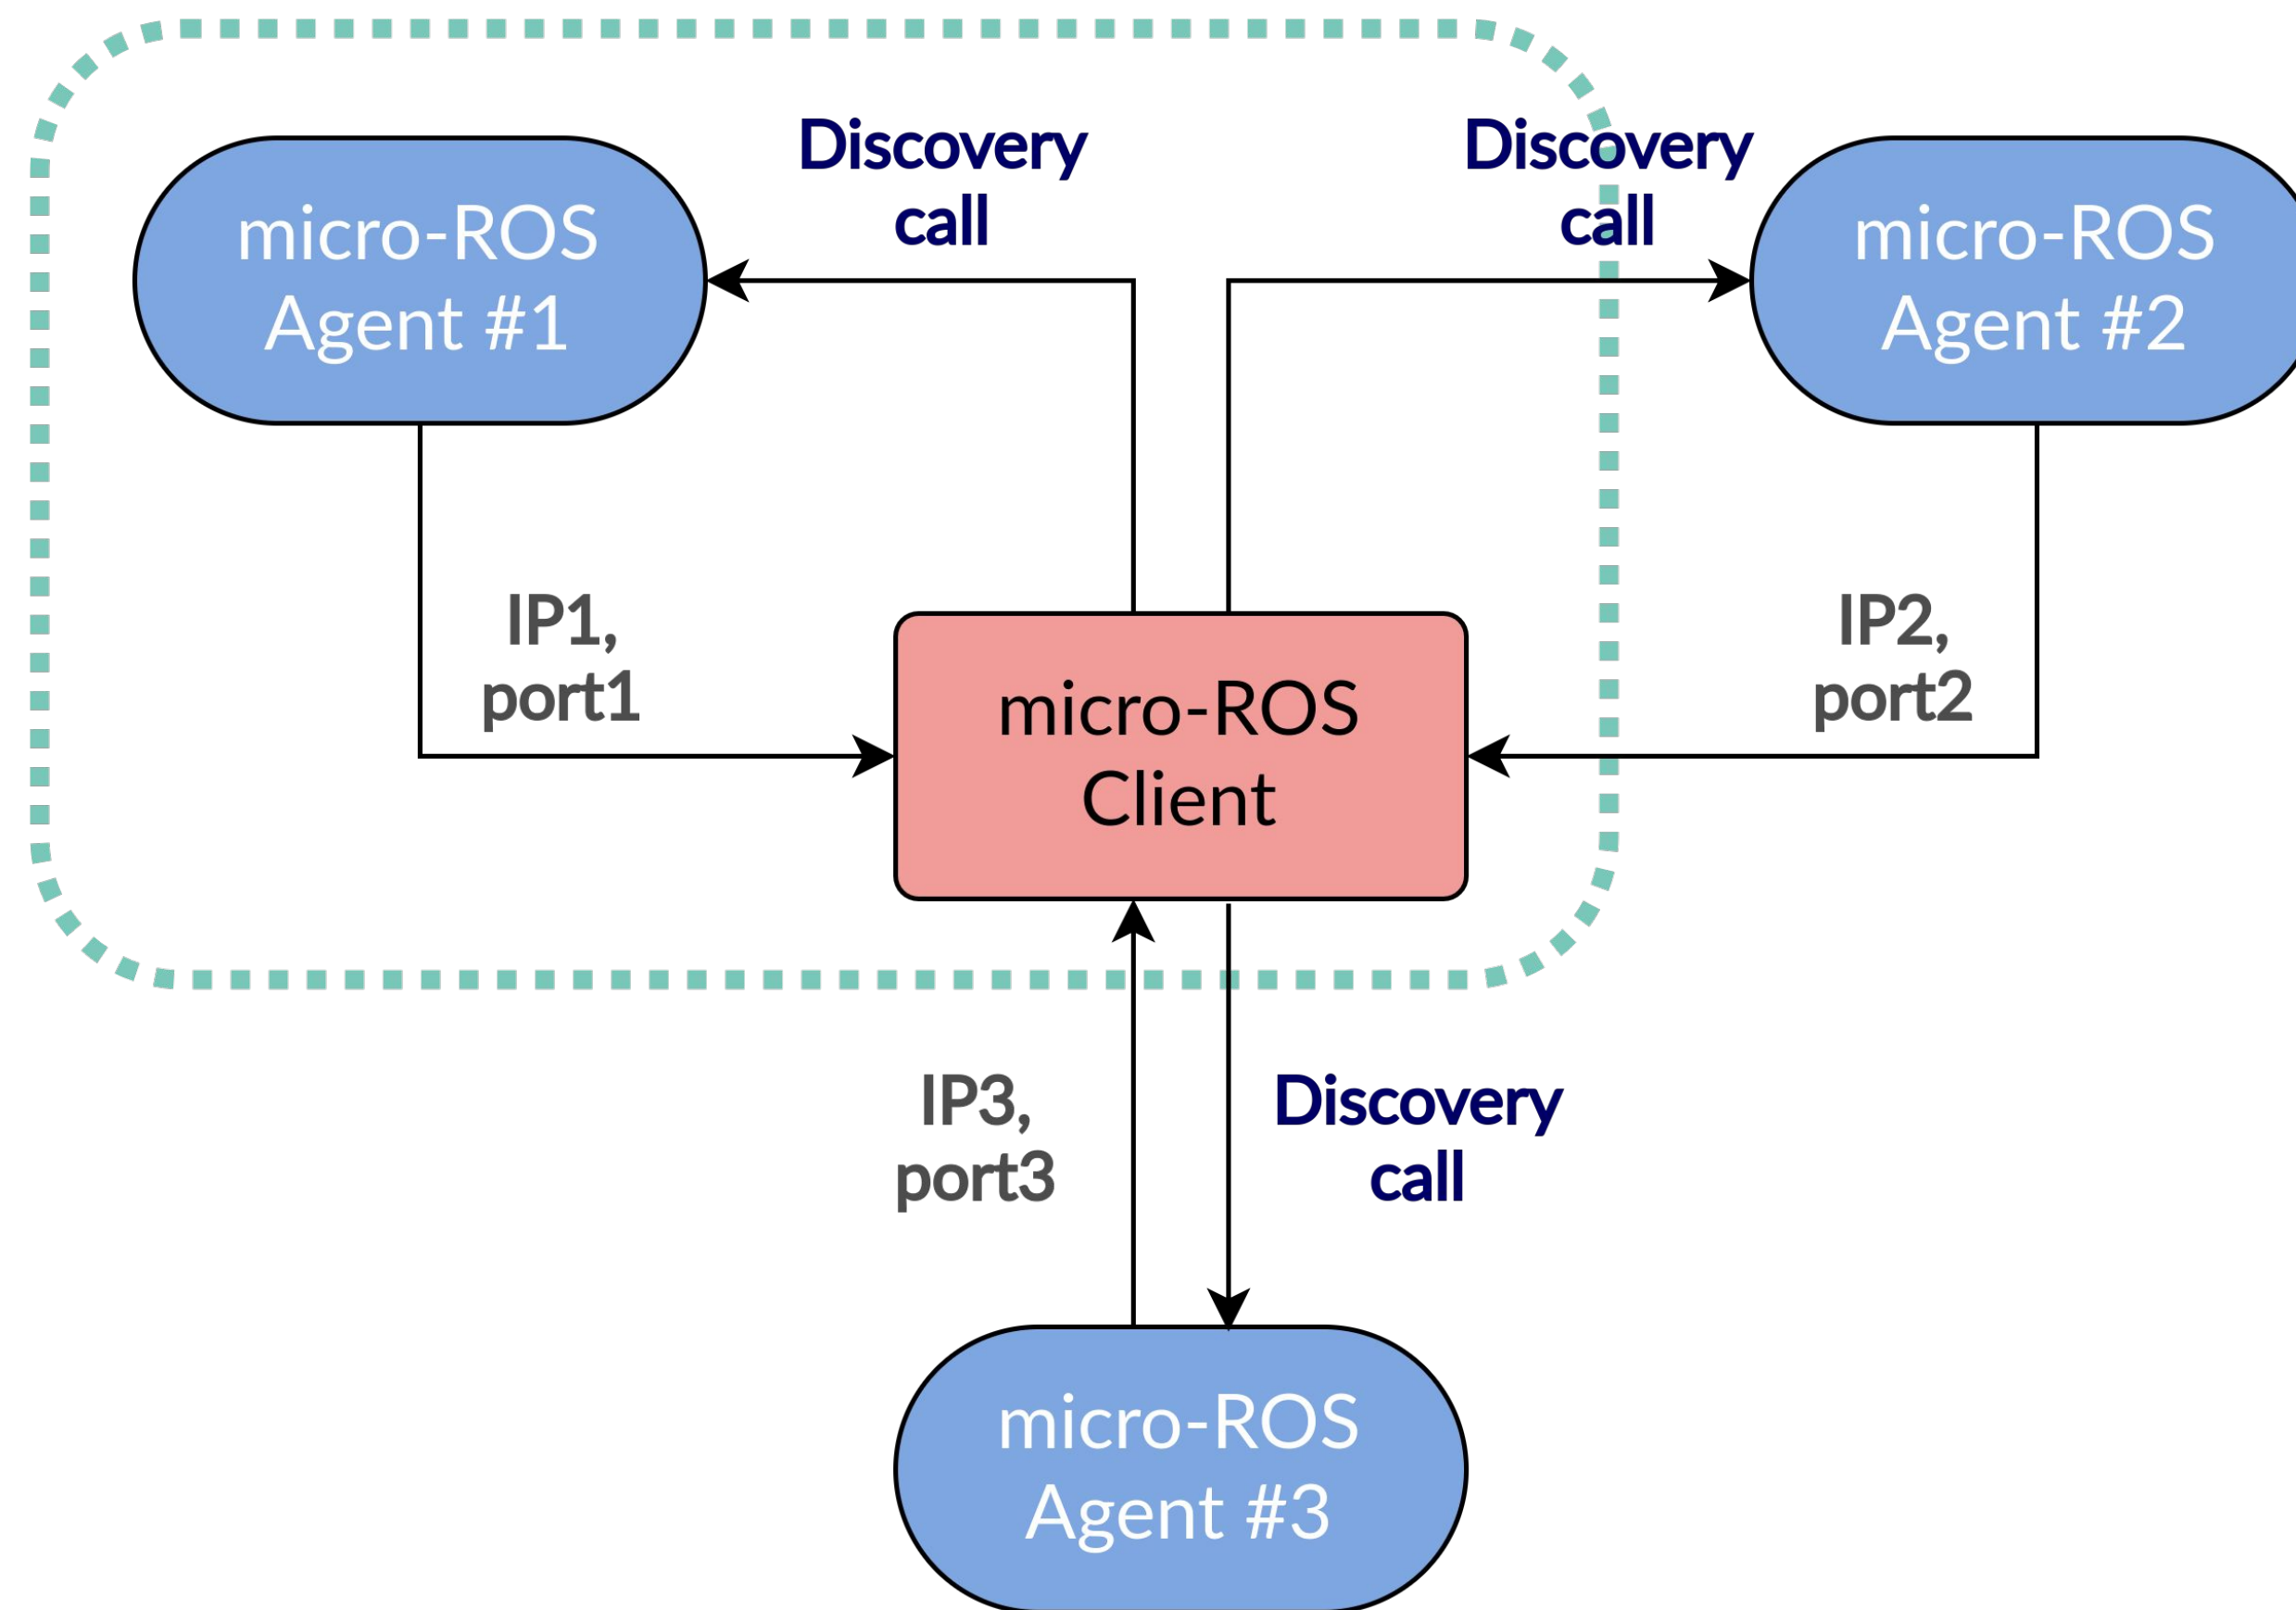 Discovery
call
Discovery
call
micro-ROS
Agent #1
micro-ROS
Agent #2
IP1,
port1
IP2,
port2
micro-ROS
Client
IP3,
port3
Discovery
call
micro-ROS
Agent #3